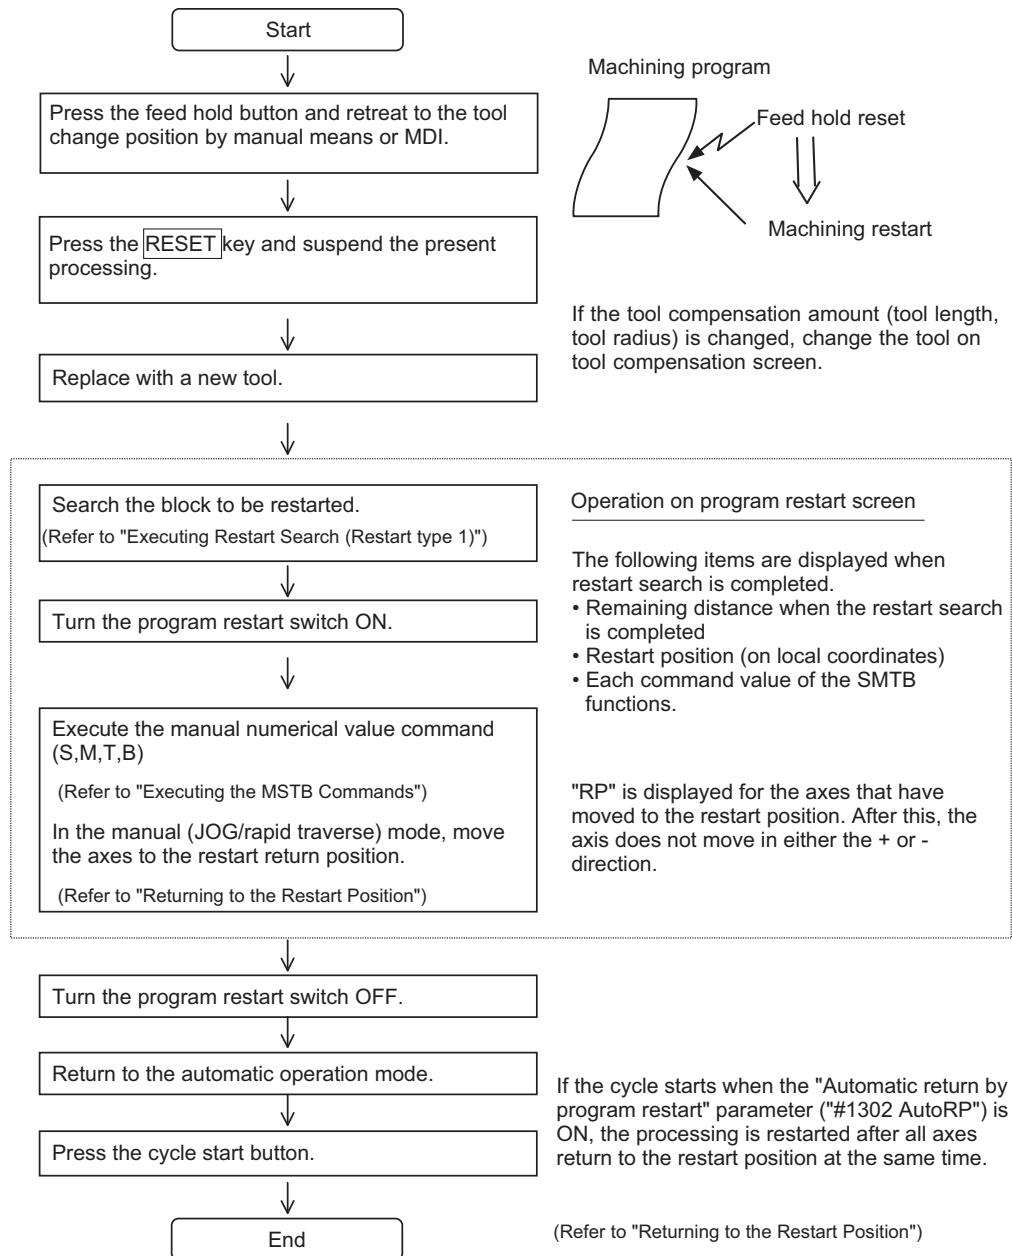 Start
Machining program
Press the feed hold button and retreat to the tool
change position by manual means or MDI.
Feed hold reset
Machining restart
Press the RESET key and suspend the present
processing.
If the tool compensation amount (tool length,
tool radius) is changed, change the tool on
tool compensation screen.
Replace with a new tool.
Search the block to be restarted.
(Refer to "Executing Restart Search (Restart type 1)")
Operation on program restart screen
The following items are displayed when
restart search is completed.
• Remaining distance when the restart search
is completed
• Restart position (on local coordinates)
• Each command value of the SMTB
functions.
Turn the program restart switch ON.
Execute the manual numerical value command
(S,M,T,B)
(Refer to "Executing the MSTB Commands")
In the manual (JOG/rapid traverse) mode, move
the axes to the restart return position.
(Refer to "Returning to the Restart Position")
"RP" is displayed for the axes that have
moved to the restart position. After this, the
axis does not move in either the + or -
direction.
Turn the program restart switch OFF.
Return to the automatic operation mode.
If the cycle starts when the "Automatic return by
program restart" parameter ("#1302 AutoRP") is
ON, the processing is restarted after all axes
return to the restart position at the same time.
Press the cycle start button.
End
(Refer to "Returning to the Restart Position")